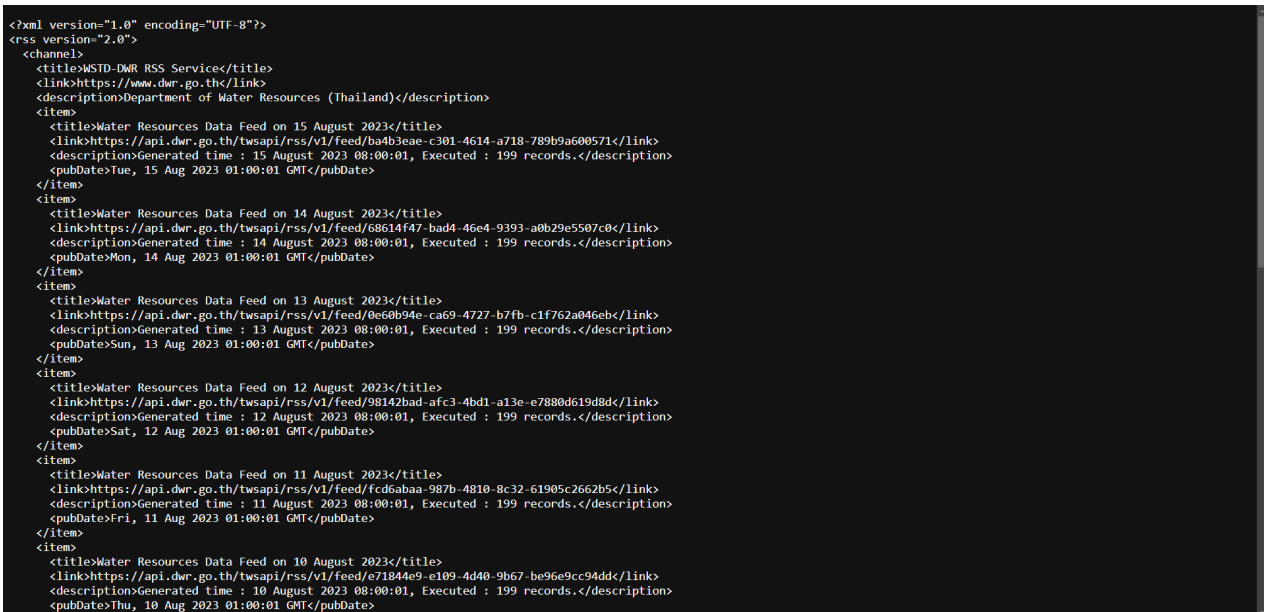 <?xml version="1.0" encoding="UTF-8"?>
<rss version="2.0">
  <channel>
    <title>WSTD-DWR RSS Service</title>
    <link>https://www.dwr.go.th</link>
    <description>Department of Water Resources (Thailand)</description>
    <item>
      <title>Water Resources Data Feed on 15 August 2023</title>
      <link>https://api.dwr.go.th/twsapi/rss/v1/feed/ba4b3eae-c301-4614-a718-789b9a600571</link>
      <description>Generated time : 15 August 2023 08:00:01, Executed : 199 records.</description>
      <pubDate>Tue, 15 Aug 2023 01:00:01 GMT</pubDate>
    </item>
    <item>
      <title>Water Resources Data Feed on 14 August 2023</title>
      <link>https://api.dwr.go.th/twsapi/rss/v1/feed/68614f47-bad4-46e4-9393-a0b29e5507c0</link>
      <description>Generated time : 14 August 2023 08:00:01, Executed : 199 records.</description>
      <pubDate>Mon, 14 Aug 2023 01:00:01 GMT</pubDate>
    </item>
    <item>
      <title>Water Resources Data Feed on 13 August 2023</title>
      <link>https://api.dwr.go.th/twsapi/rss/v1/feed/0e60b94e-ca69-4727-b7fb-c1f762a046eb</link>
      <description>Generated time : 13 August 2023 08:00:01, Executed : 199 records.</description>
      <pubDate>Sun, 13 Aug 2023 01:00:01 GMT</pubDate>
    </item>
    <item>
      <title>Water Resources Data Feed on 12 August 2023</title>
      <link>https://api.dwr.go.th/twsapi/rss/v1/feed/98142bad-afc3-4bd1-a13e-e7880d619d8d</link>
      <description>Generated time : 12 August 2023 08:00:01, Executed : 199 records.</description>
      <pubDate>Sat, 12 Aug 2023 01:00:01 GMT</pubDate>
    </item>
    <item>
      <title>Water Resources Data Feed on 11 August 2023</title>
      <link>https://api.dwr.go.th/twsapi/rss/v1/feed/fcd6abaa-987b-4810-8c32-61905c2662b5</link>
      <description>Generated time : 11 August 2023 08:00:01, Executed : 199 records.</description>
      <pubDate>Fri, 11 Aug 2023 01:00:01 GMT</pubDate>
    </item>
    <item>
      <title>Water Resources Data Feed on 10 August 2023</title>
      <link>https://api.dwr.go.th/twsapi/rss/v1/feed/e71844e9-e109-4d40-9b67-be96e9cc94dd</link>
      <description>Generated time : 10 August 2023 08:00:01, Executed : 199 records.</description>
      <pubDate>Thu, 10 Aug 2023 01:00:01 GMT</pubDate>